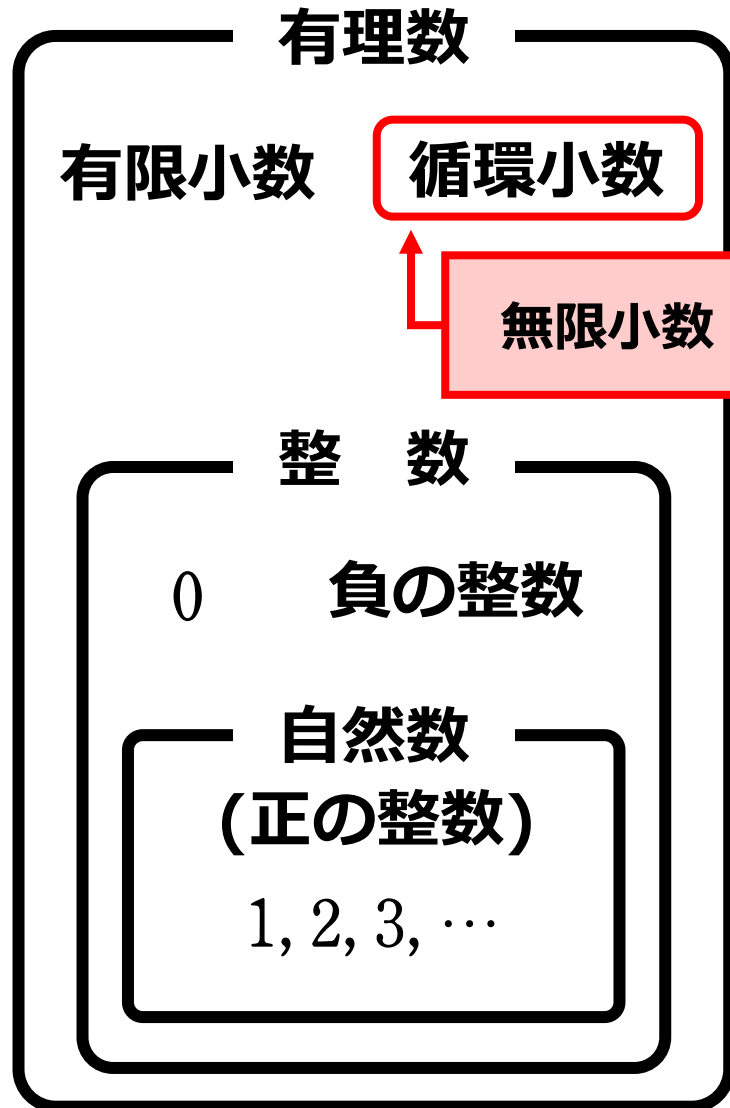 有理数
有限小数 循環小数
無限小数
整 数
0 負の整数
自然数
(正の整数)
1, 2, 3, …